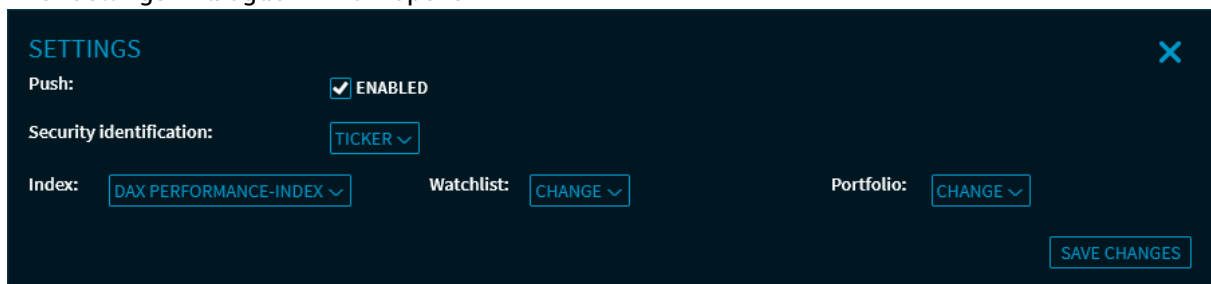 SETTINGS
Push: ENABLED
Security identification: TICKER
Index: DAX PERFORMANCE-INDEX Watchlist: CHANGE Portfolio: CHANGE
SAVE CHANGES